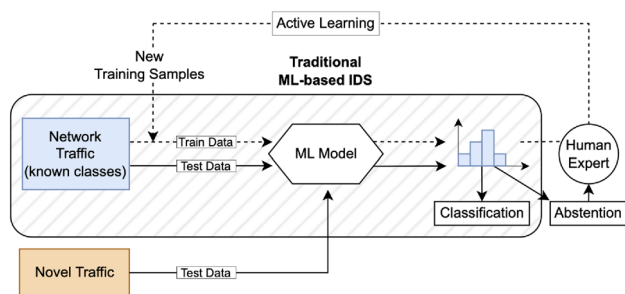 Active Learning
New
Training Samples
Traditional
ML-based IDS
Network
Traffic
(known classes)
Train Data
Test Data
ML Model
Human
Expert
Classification
Abstention
Novel Traffic
Test Data